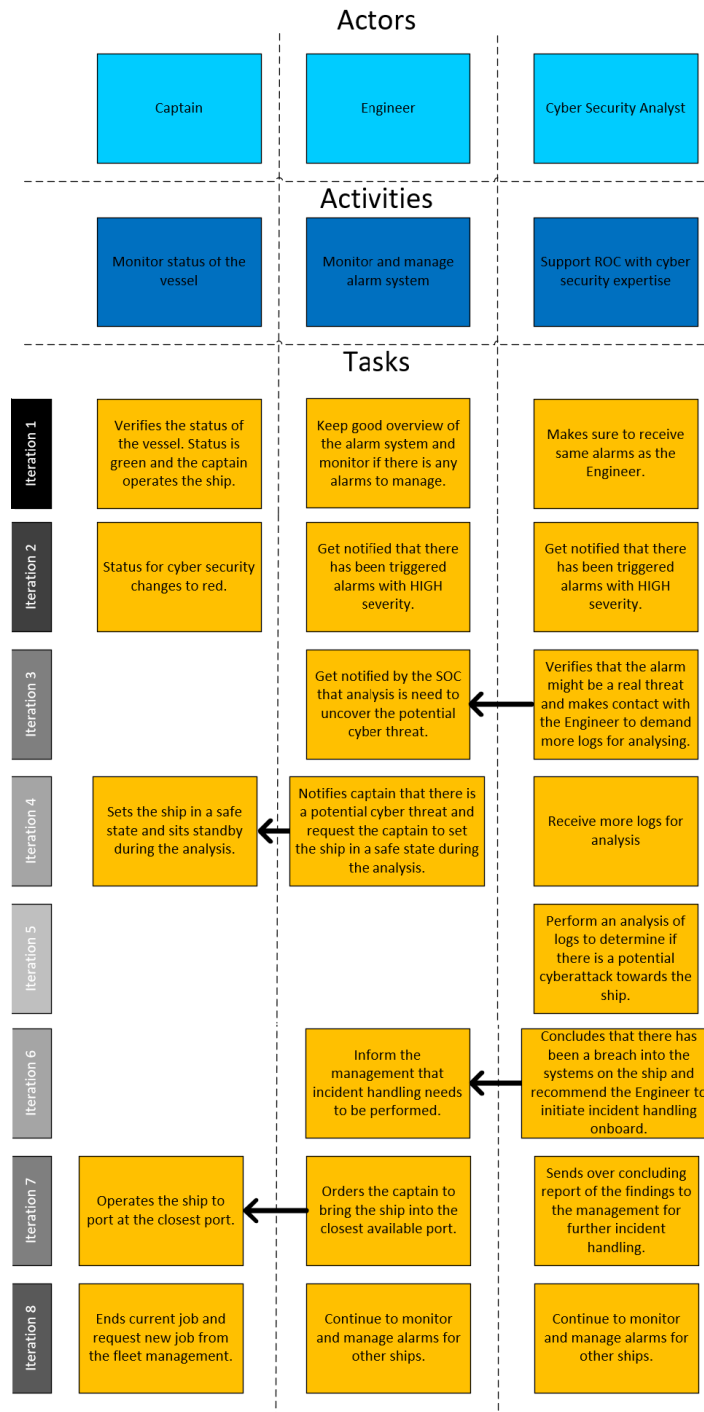 Actors
Captain
Engineer
Cyber Security Analyst
Activities
Monitor status of the
vessel
Monitor and manage
alarm system
Support ROC with cyber
security expertise
Tasks
Iteration 1
Verifies the status of
the vessel. Status is
green and the captain
operates the ship.
Keep good overview of
the alarm system and
monitor if there is any
alarms to manage.
Makes sure to receive
same alarms as the
Engineer.
Iteration 2
Status for cyber security
changes to red.
Get notified that there
has been triggered
alarms with HIGH
severity.
Get notified that there
has been triggered
alarms with HIGH
severity.
Iteration 3
Get notified by the SOC
that analysis is need to
uncover the potential
cyber threat.
Verifies that the alarm
might be a real threat
and makes contact with
the Engineer to demand
more logs for analysing.
Iteration 4
Sets the ship in a safe
state and sits standby
during the analysis.
Notifies captain that there is
a potential cyber threat and
request the captain to set
the ship in a safe state during
the analysis.
Receive more logs for
analysis
Iteration 5
Perform an analysis of
logs to determine if
there is a potential
cyberattack towards the
ship.
Iteration 6
Inform the
management that
incident handling needs
to be performed.
Concludes that there has
been a breach into the
systems on the ship and
recommend the Engineer to
initiate incident handling
onboard.
Iteration 7
Operates the ship to
port at the closest port.
Orders the captain to
bring the ship into the
closest available port.
Sends over concluding
report of the findings to
the management for
further incident
handling.
Iteration 8
Ends current job and
request new job from
the fleet management.
Continue to monitor
and manage alarms for
other ships.
Continue to monitor
and manage alarms for
other ships.